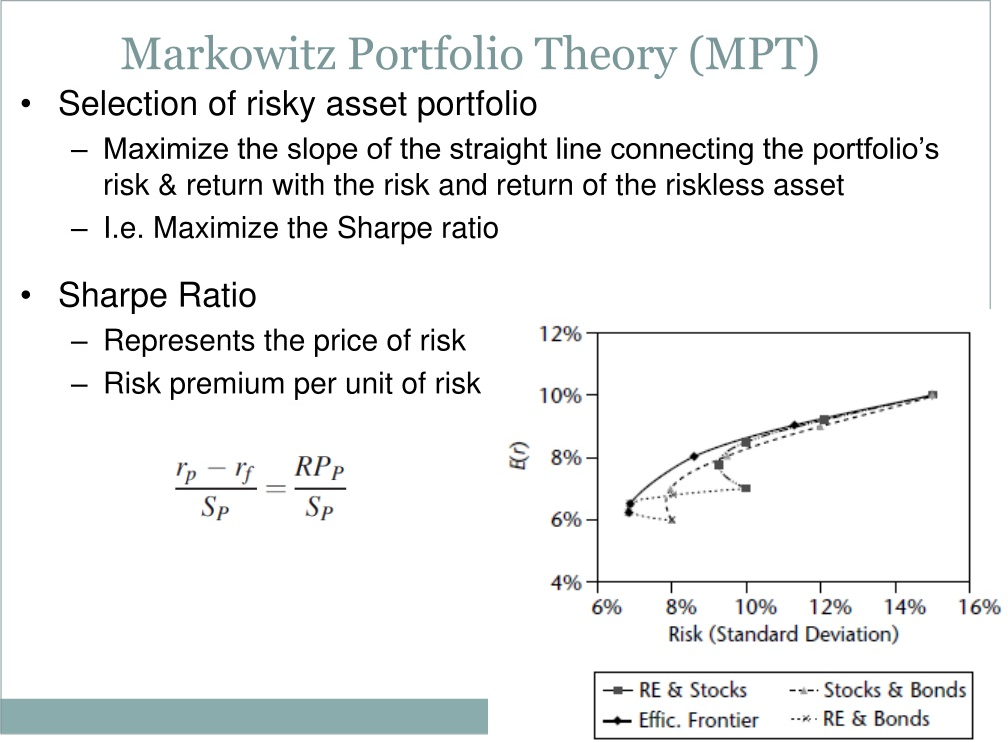 Markowitz Portfolio Theory (MPT)
• Selection of risky asset portfolio
– Maximize the slope of the straight line connecting the portfolio’s
risk & return with the risk and return of the riskless asset
– I.e. Maximize the Sharpe ratio
• Sharpe Ratio
– Represents the price of risk
– Risk premium per unit of risk
r_p − r_f / S_P = RP_P / S_P
12%
10%
8%
6%
4%
E(r)
6% 8% 10% 12% 14% 16%
Risk (Standard Deviation)
RE & Stocks Stocks & Bonds
Effic. Frontier RE & Bonds